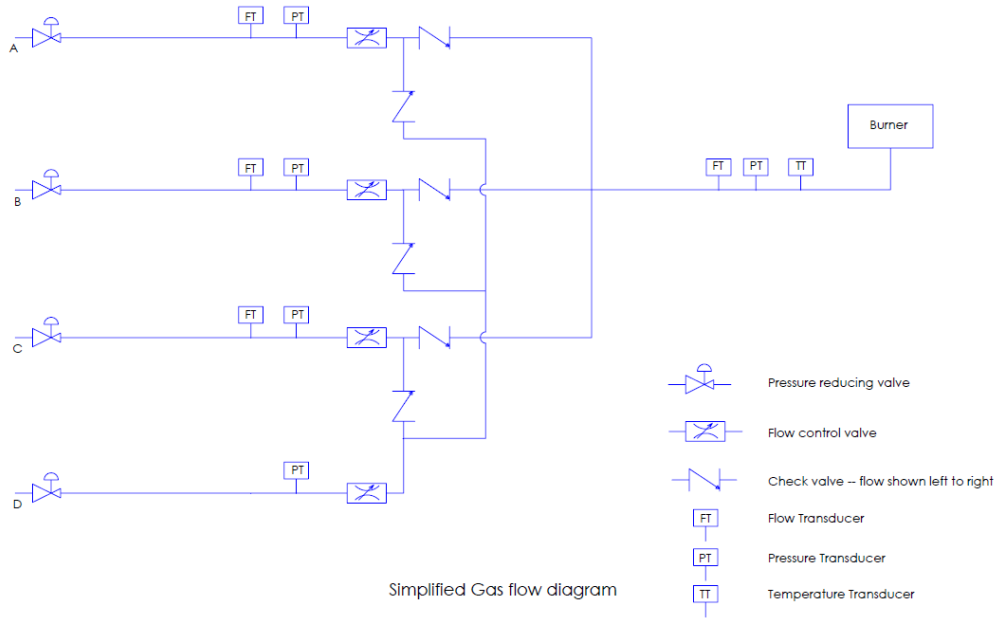 FT PT
A
Burner
FT PT
FT PT TT
B
FT PT
C
Pressure reducing valve
Flow control valve
PT
Check valve -- flow shown left to right
D
FT Flow Transducer
PT Pressure Transducer
Simplified Gas flow diagram
TT Temperature Transducer